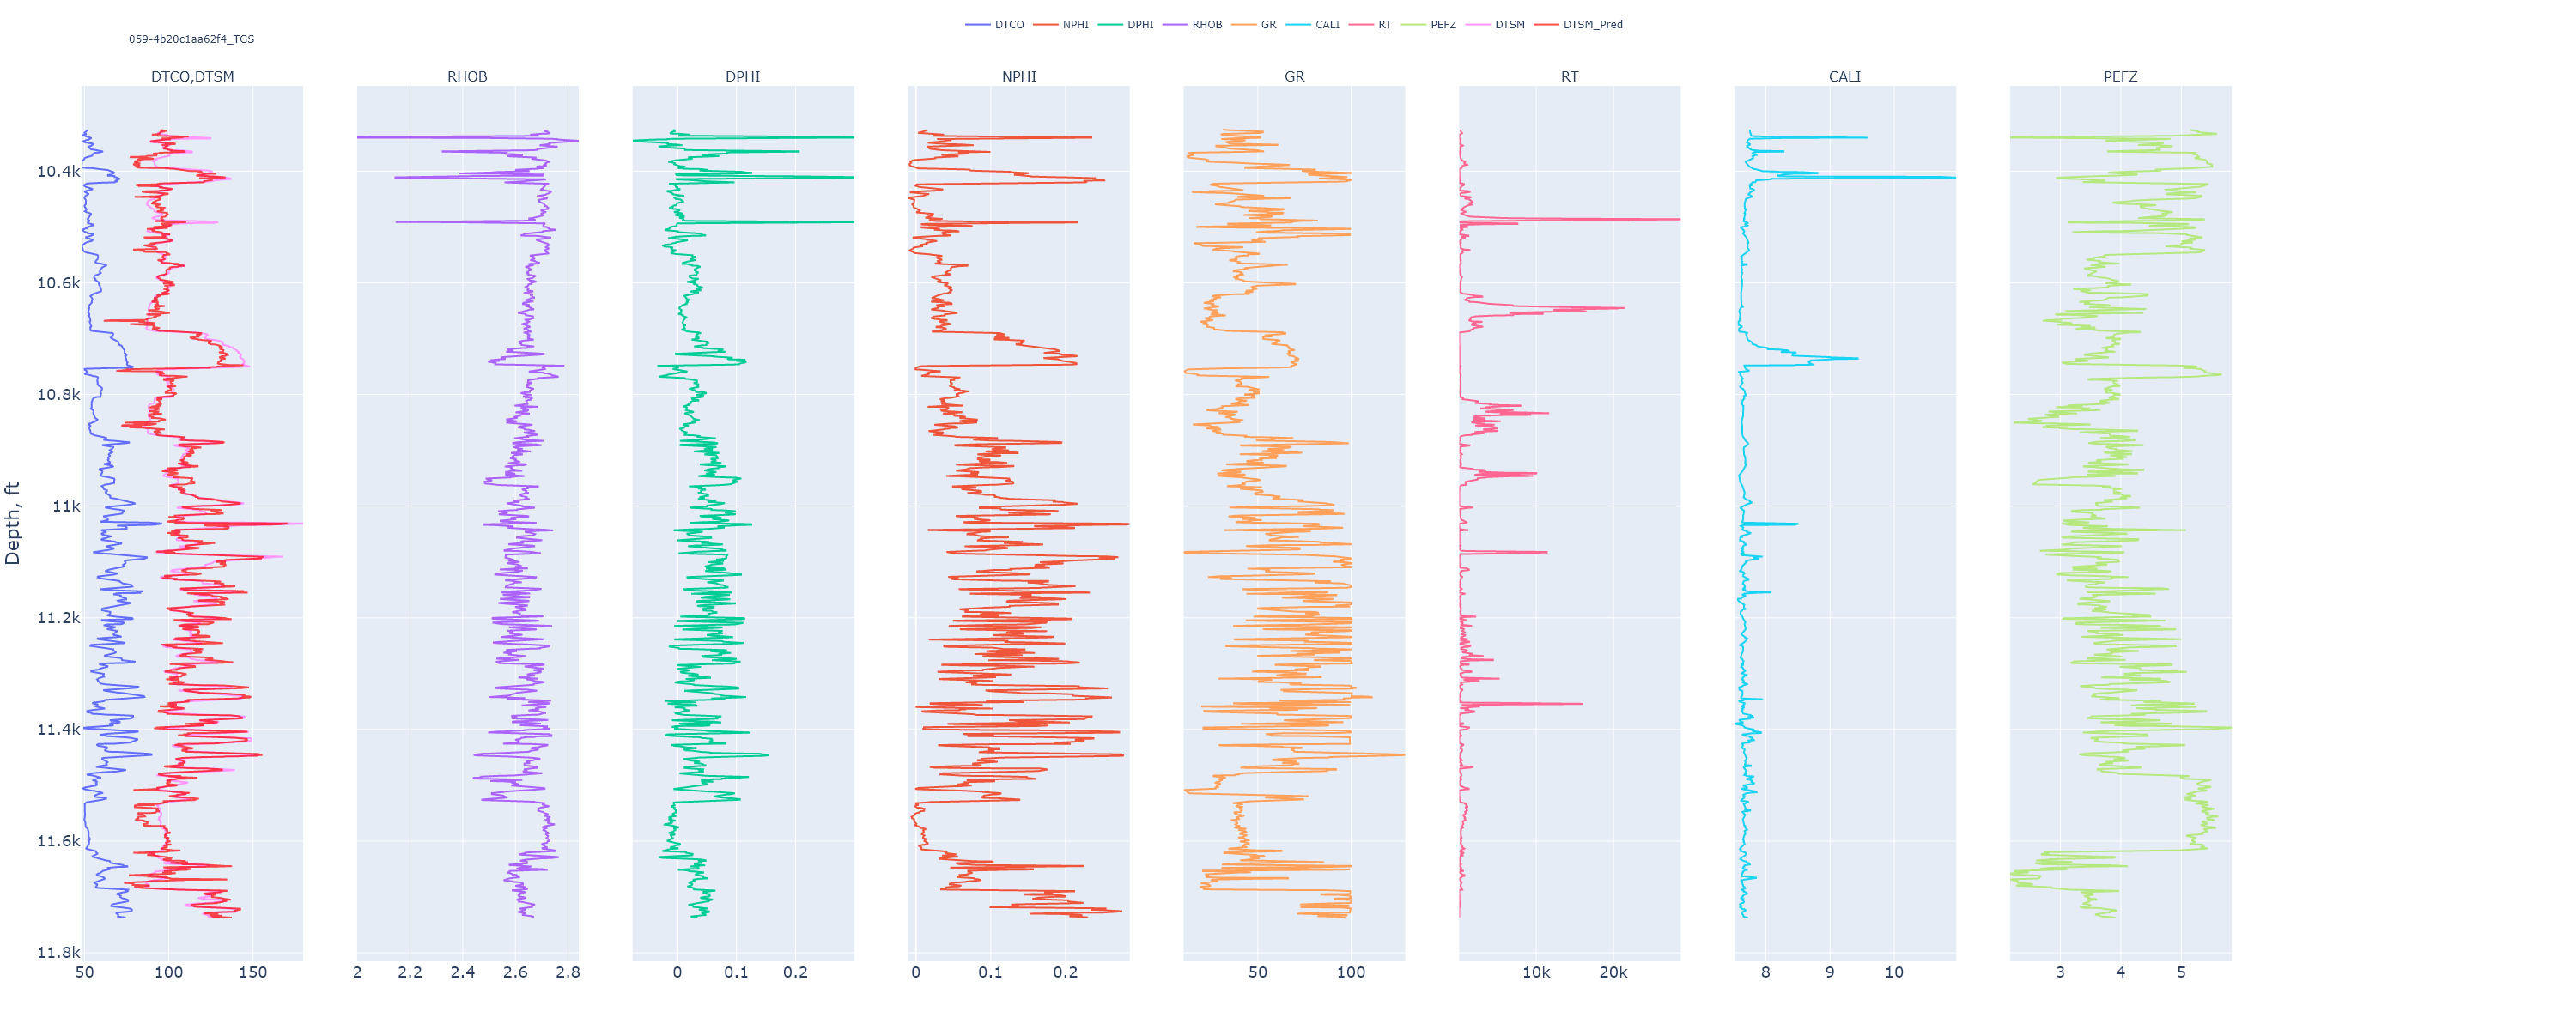 DTCO NPHI DPHI RHOB GR CALI RT PEFZ DTSM DTSM_Pred
059-4b20c1aa62f4_TGS
DTCO,DTSM RHOB DPHI NPHI GR RT CALI PEFZ
Depth, ft
10.4k
10.6k
10.8k
11k
11.2k
11.4k
11.6k
11.8k
50 100 150 2 2.2 2.4 2.6 2.8 0 0.1 0.2 0 0.1 0.2 50 100 10k 20k 8 9 10 3 4 5